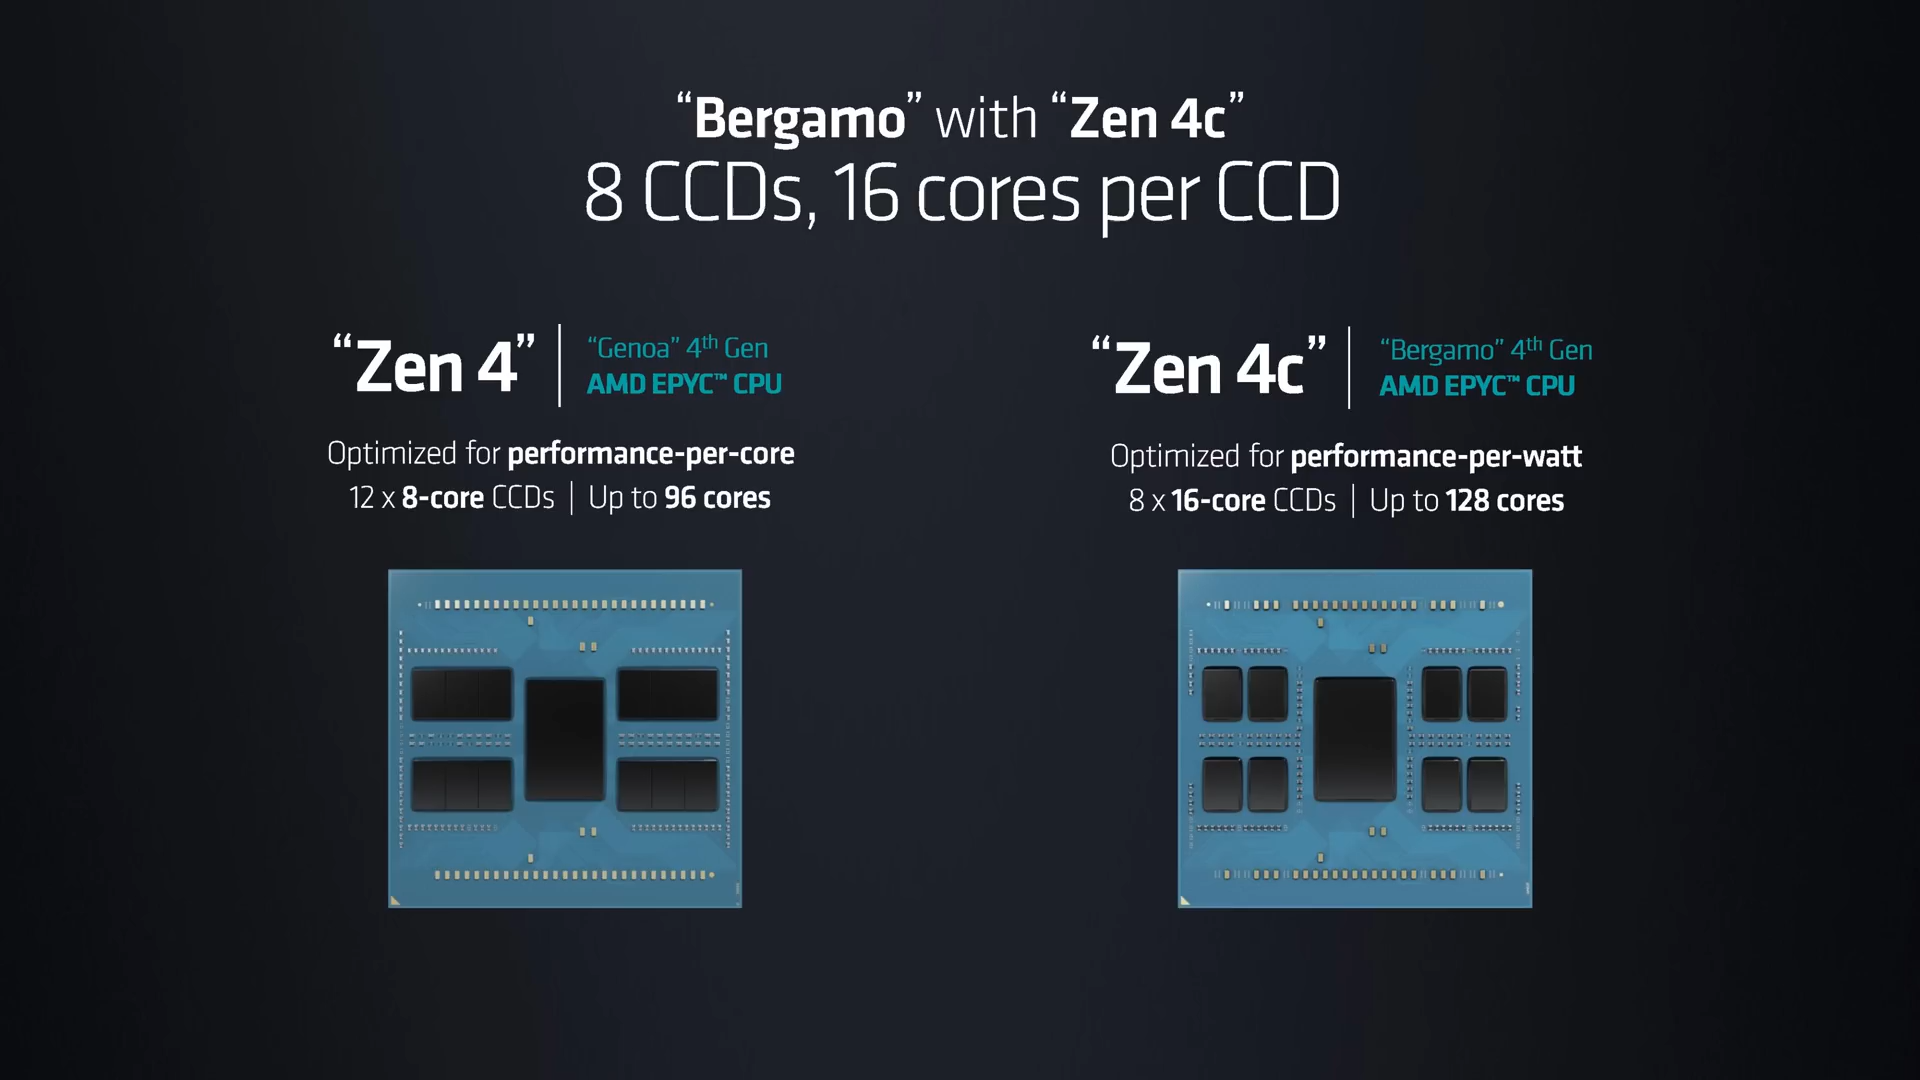 “Bergamo” with “Zen 4c”
8 CCDs, 16 cores per CCD
“Zen 4”
“Genoa” 4th Gen
AMD EPYC™ CPU
Optimized for performance-per-core
12 x 8-core CCDs | Up to 96 cores
“Zen 4c”
“Bergamo” 4th Gen
AMD EPYC™ CPU
Optimized for performance-per-watt
8 x 16-core CCDs | Up to 128 cores